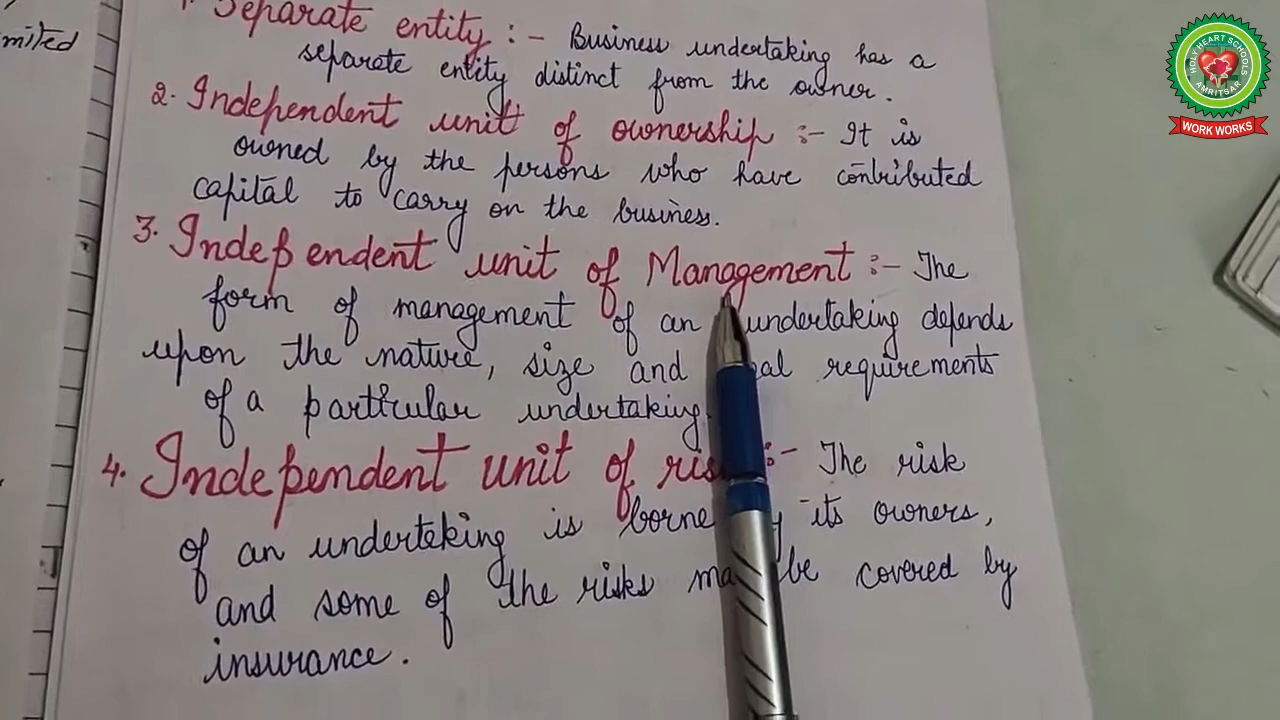 mited
1. Separate entity :- Business undertaking has a
separate entity distinct from the owner.
2. Independent unit of ownership :- It is
owned by the persons who have contributed
capital to carry on the business.
3. Independent unit of Management :- The
form of management of an undertaking depends
upon the nature, size and requirements
of a particular undertaking.
4. Independent unit of :- The risk
of an underteking is borne its owners,
and some of the risks be covered by
insurance.
HOLY HEART SCHOOLS
AMRITSAR
WORK WORKS